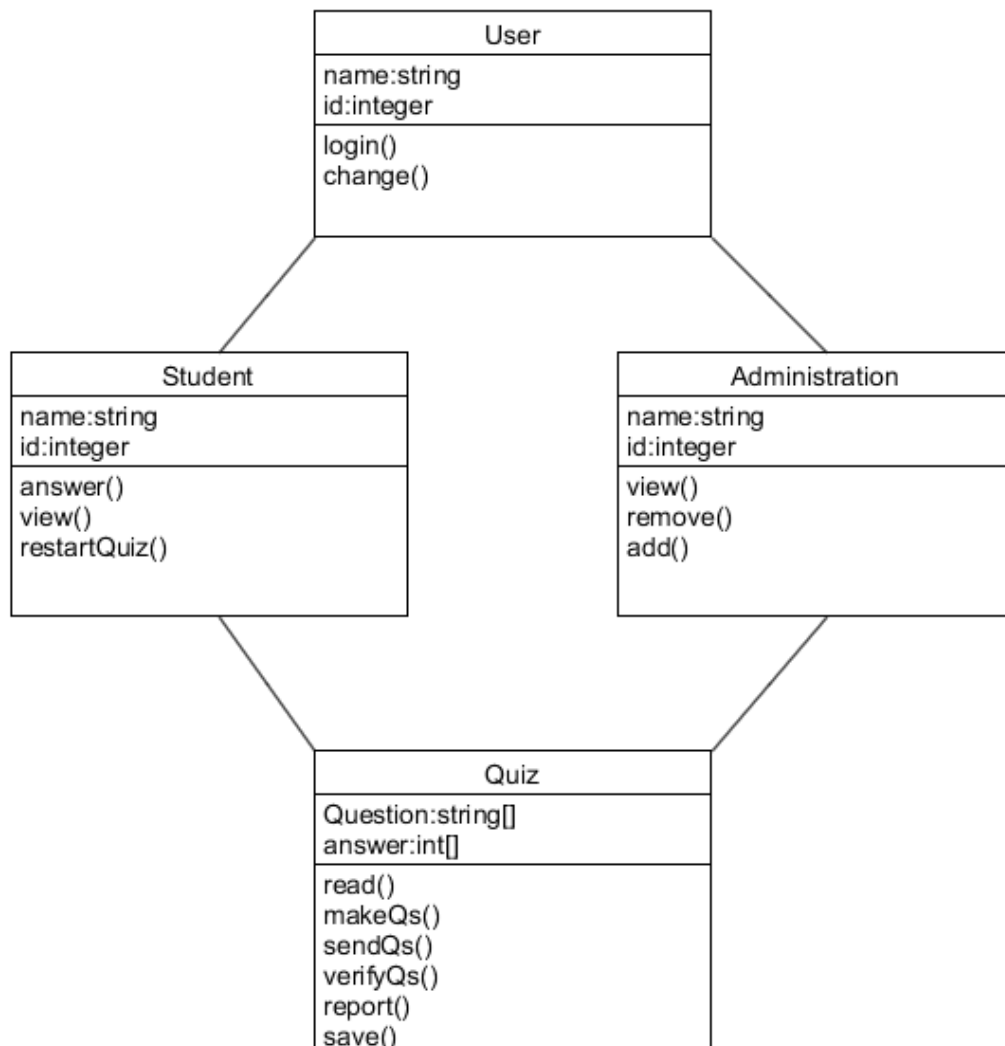 User
name:string
id:integer
login()
change()
Student
name:string
id:integer
answer()
view()
restartQuiz()
Administration
name:string
id:integer
view()
remove()
add()
Quiz
Question:string[]
answer:int[]
read()
makeQs()
sendQs()
verifyQs()
report()
save()